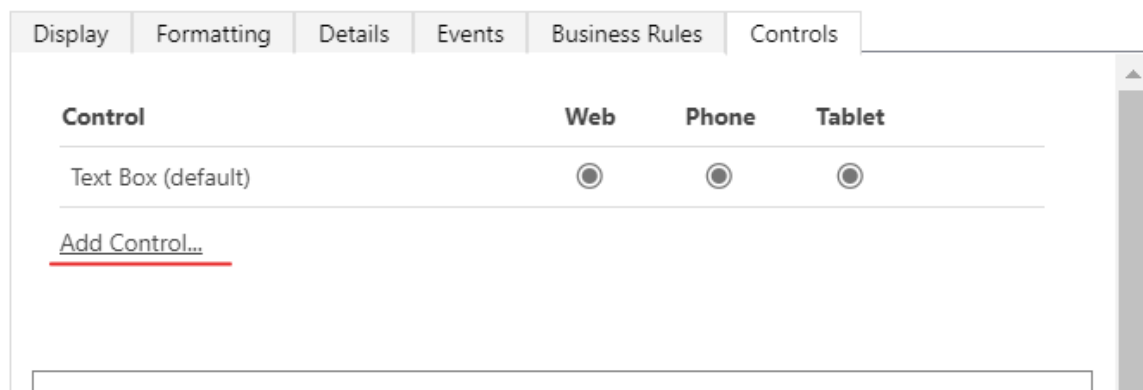 Display Formatting Details Events Business Rules Controls
Control Web Phone Tablet
Text Box (default)
Add Control...